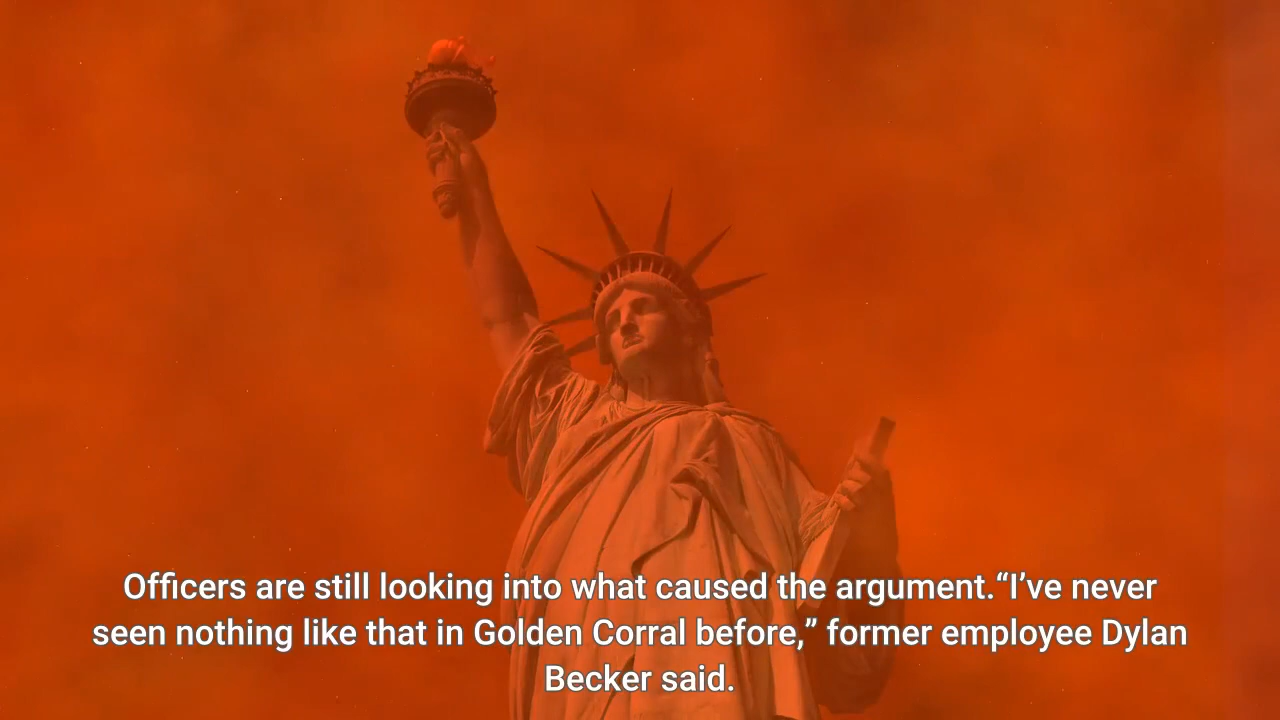 Officers are still looking into what caused the argument.“I’ve never
seen nothing like that in Golden Corral before,” former employee Dylan
Becker said.